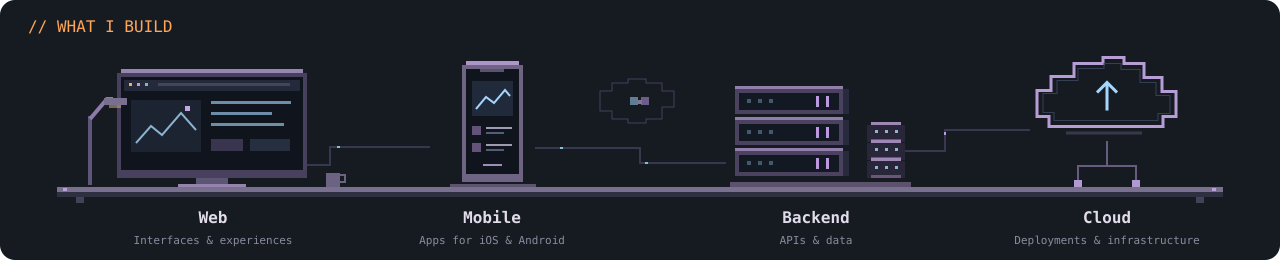 // WHAT I BUILD
Web
Interfaces & experiences
Mobile
Apps for iOS & Android
Backend
APIs & data
Cloud
Deployments & infrastructure